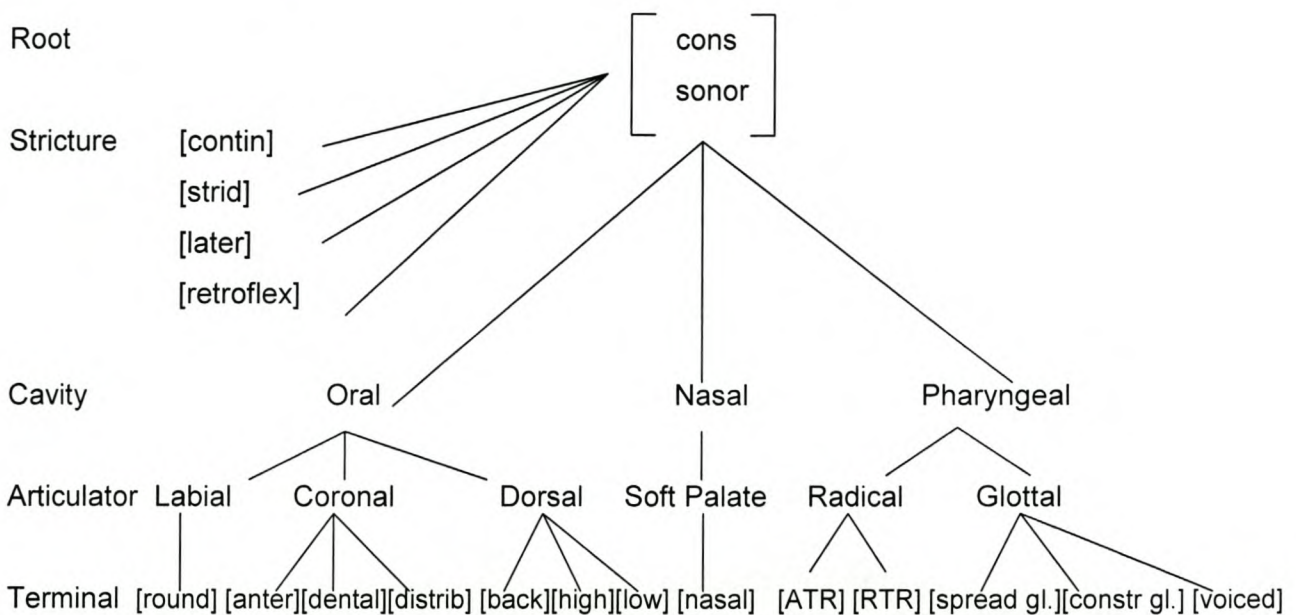 Root cons
sonor
Stricture [contin]
[strid]
[later]
[retroflex]
Cavity Oral Nasal Pharyngeal
Articulator Labial Coronal Dorsal Soft Palate Radical Glottal
Terminal [round] [anter][dental][distrib] [back][high][low] [nasal] [ATR] [RTR] [spread gl.][constr gl.] [voiced]